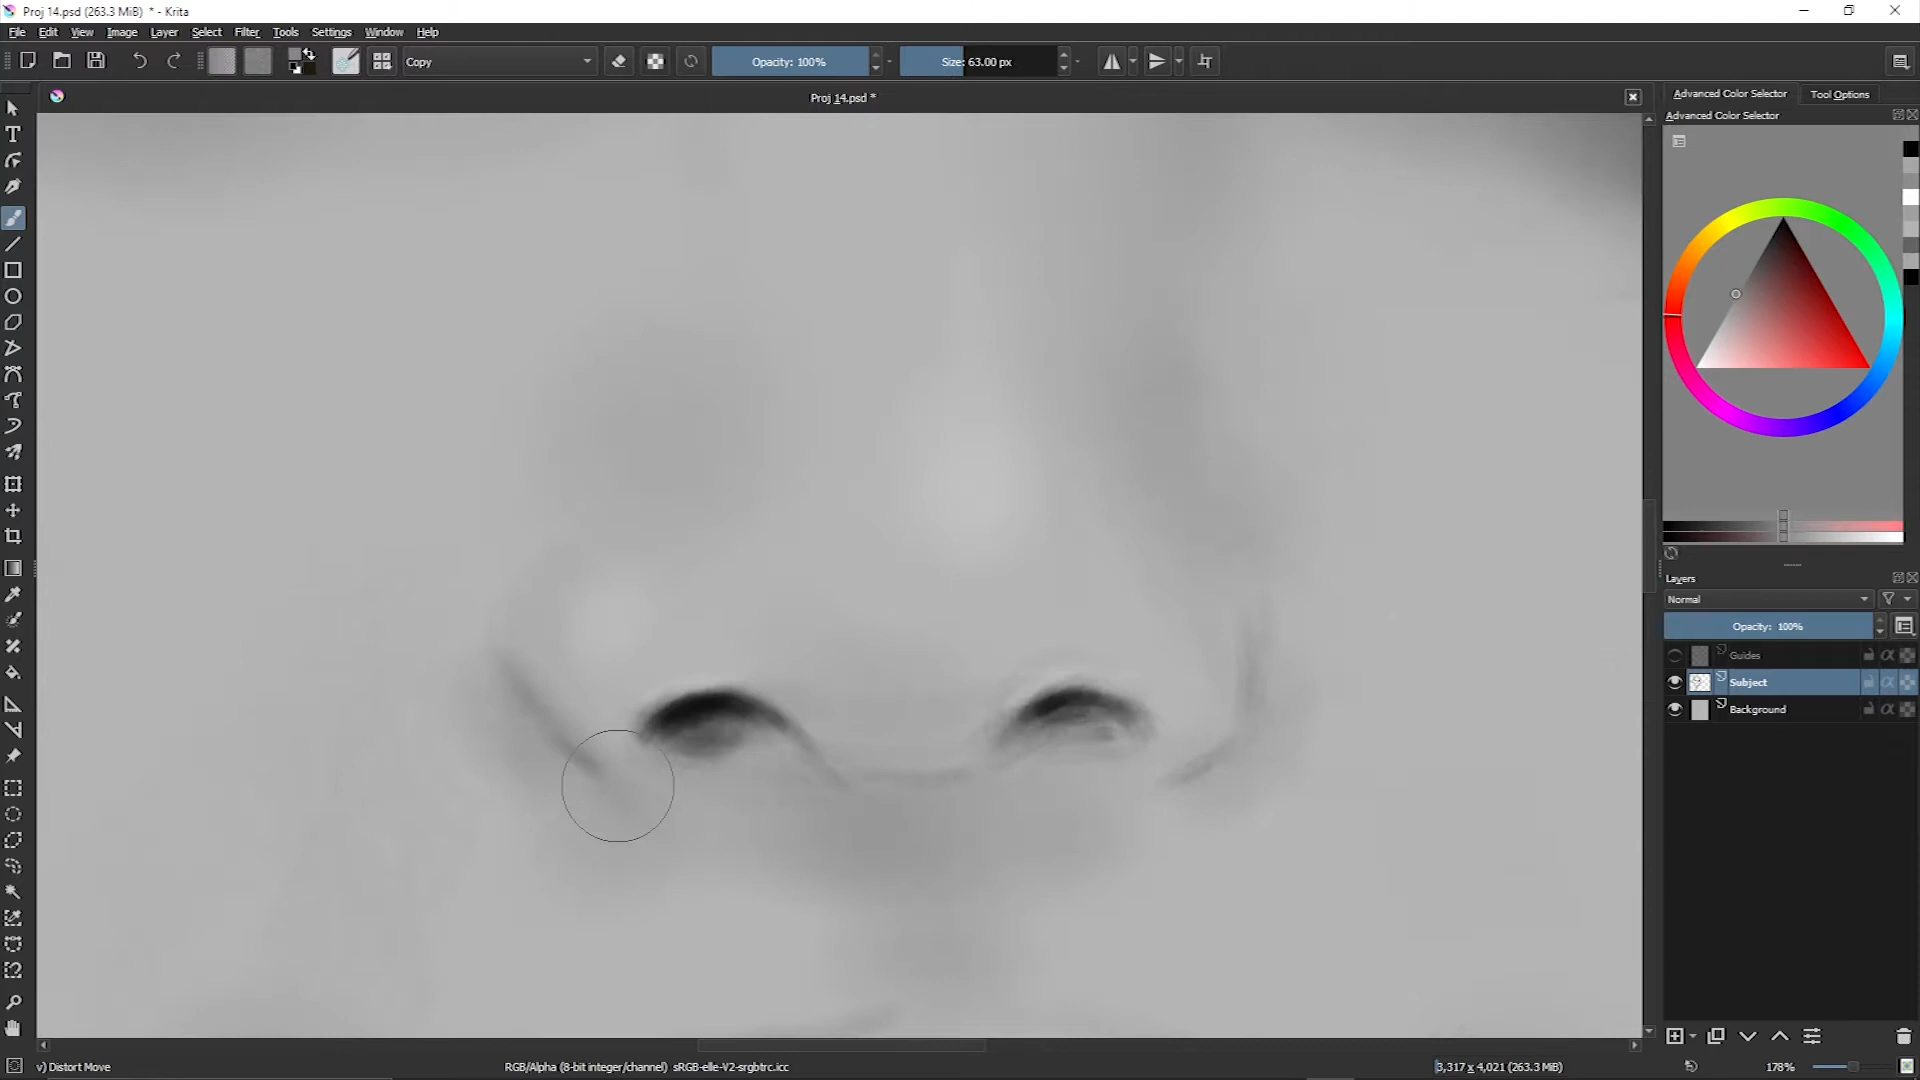 Proj 14.psd (263.3 MiB)  * - Krita
File Edit View Image Layer Select Filter Tools Settings Window Help
Copy Opacity: 100% Size: 63.00 px
Proj 14.psd *
Advanced Color Selector Tool Options
Advanced Color Selector
Layers
Normal
Opacity:  100%
Guides
Subject
Background
v) Distort Move RGB/Alpha (8-bit integer/channel)  sRGB-elle-V2-srgbtrc.icc 3,317 x 4,021 (263.3 MiB) 178%